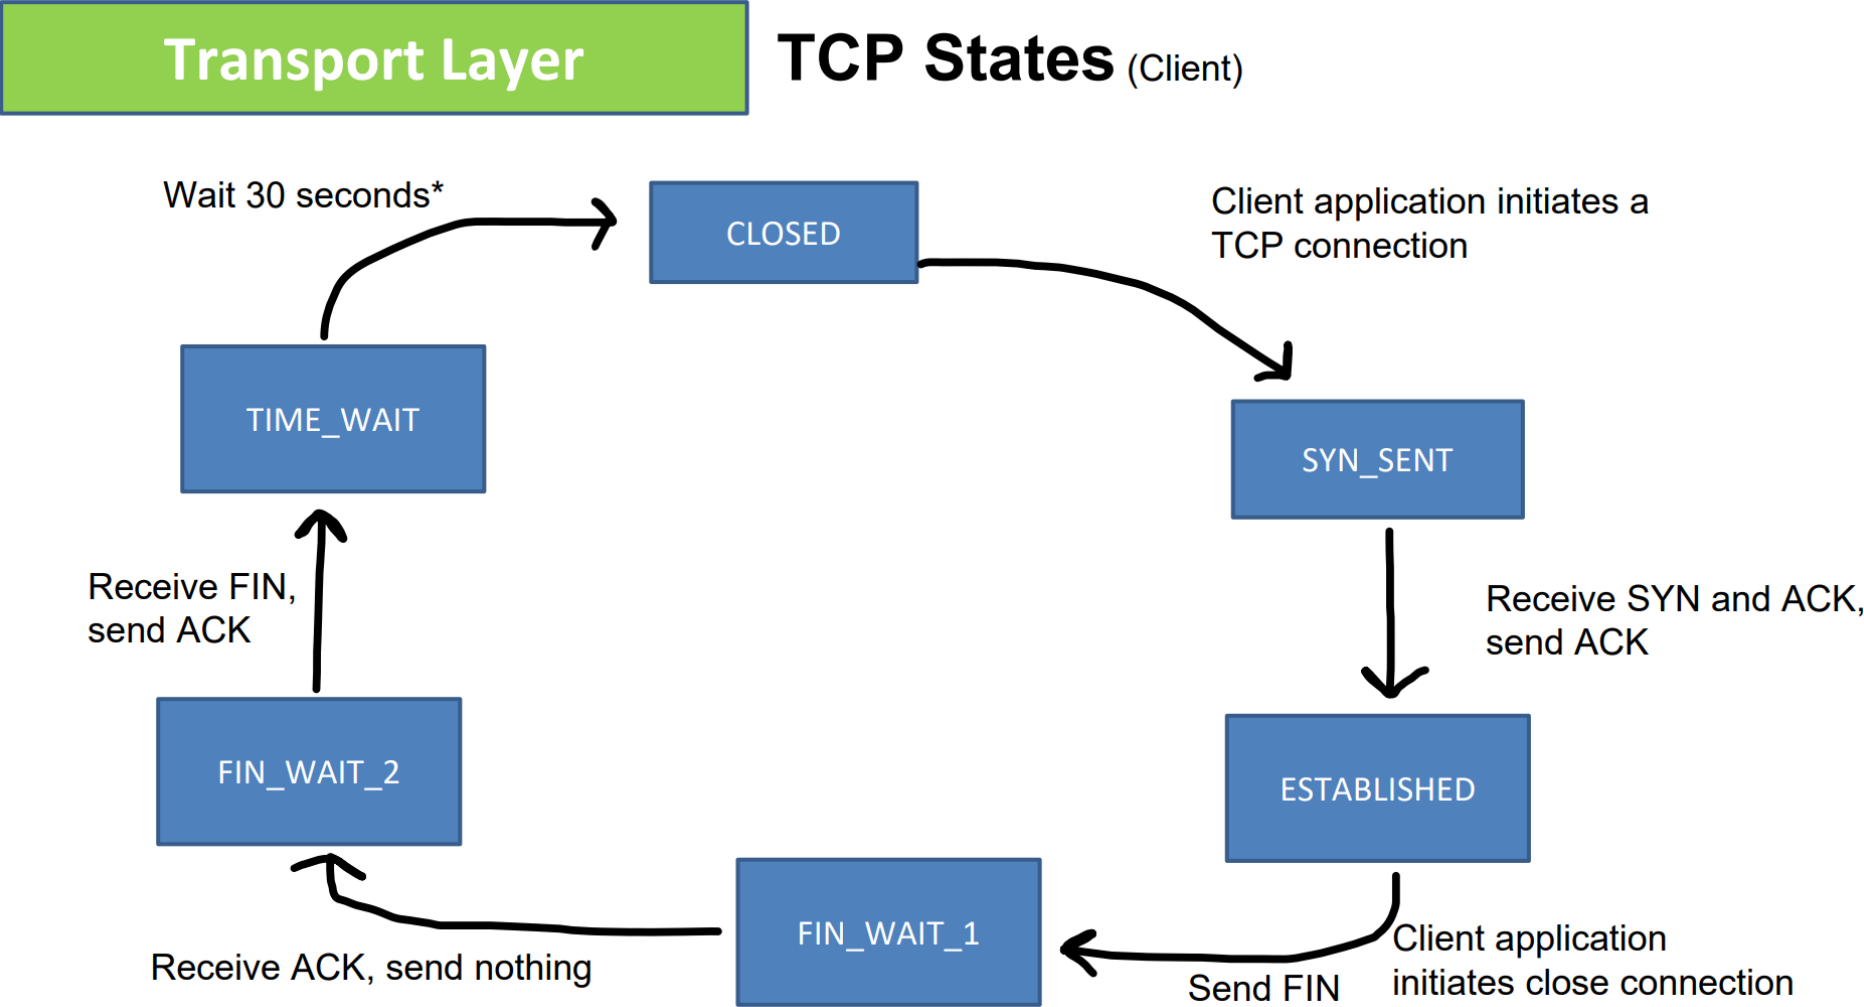 Transport Layer
TCP States (Client)
Wait 30 seconds*
CLOSED
Client application initiates a
TCP connection
TIME_WAIT
SYN_SENT
Receive FIN,
send ACK
Receive SYN and ACK,
send ACK
FIN_WAIT_2
ESTABLISHED
FIN_WAIT_1
Receive ACK, send nothing
Send FIN
Client application
initiates close connection